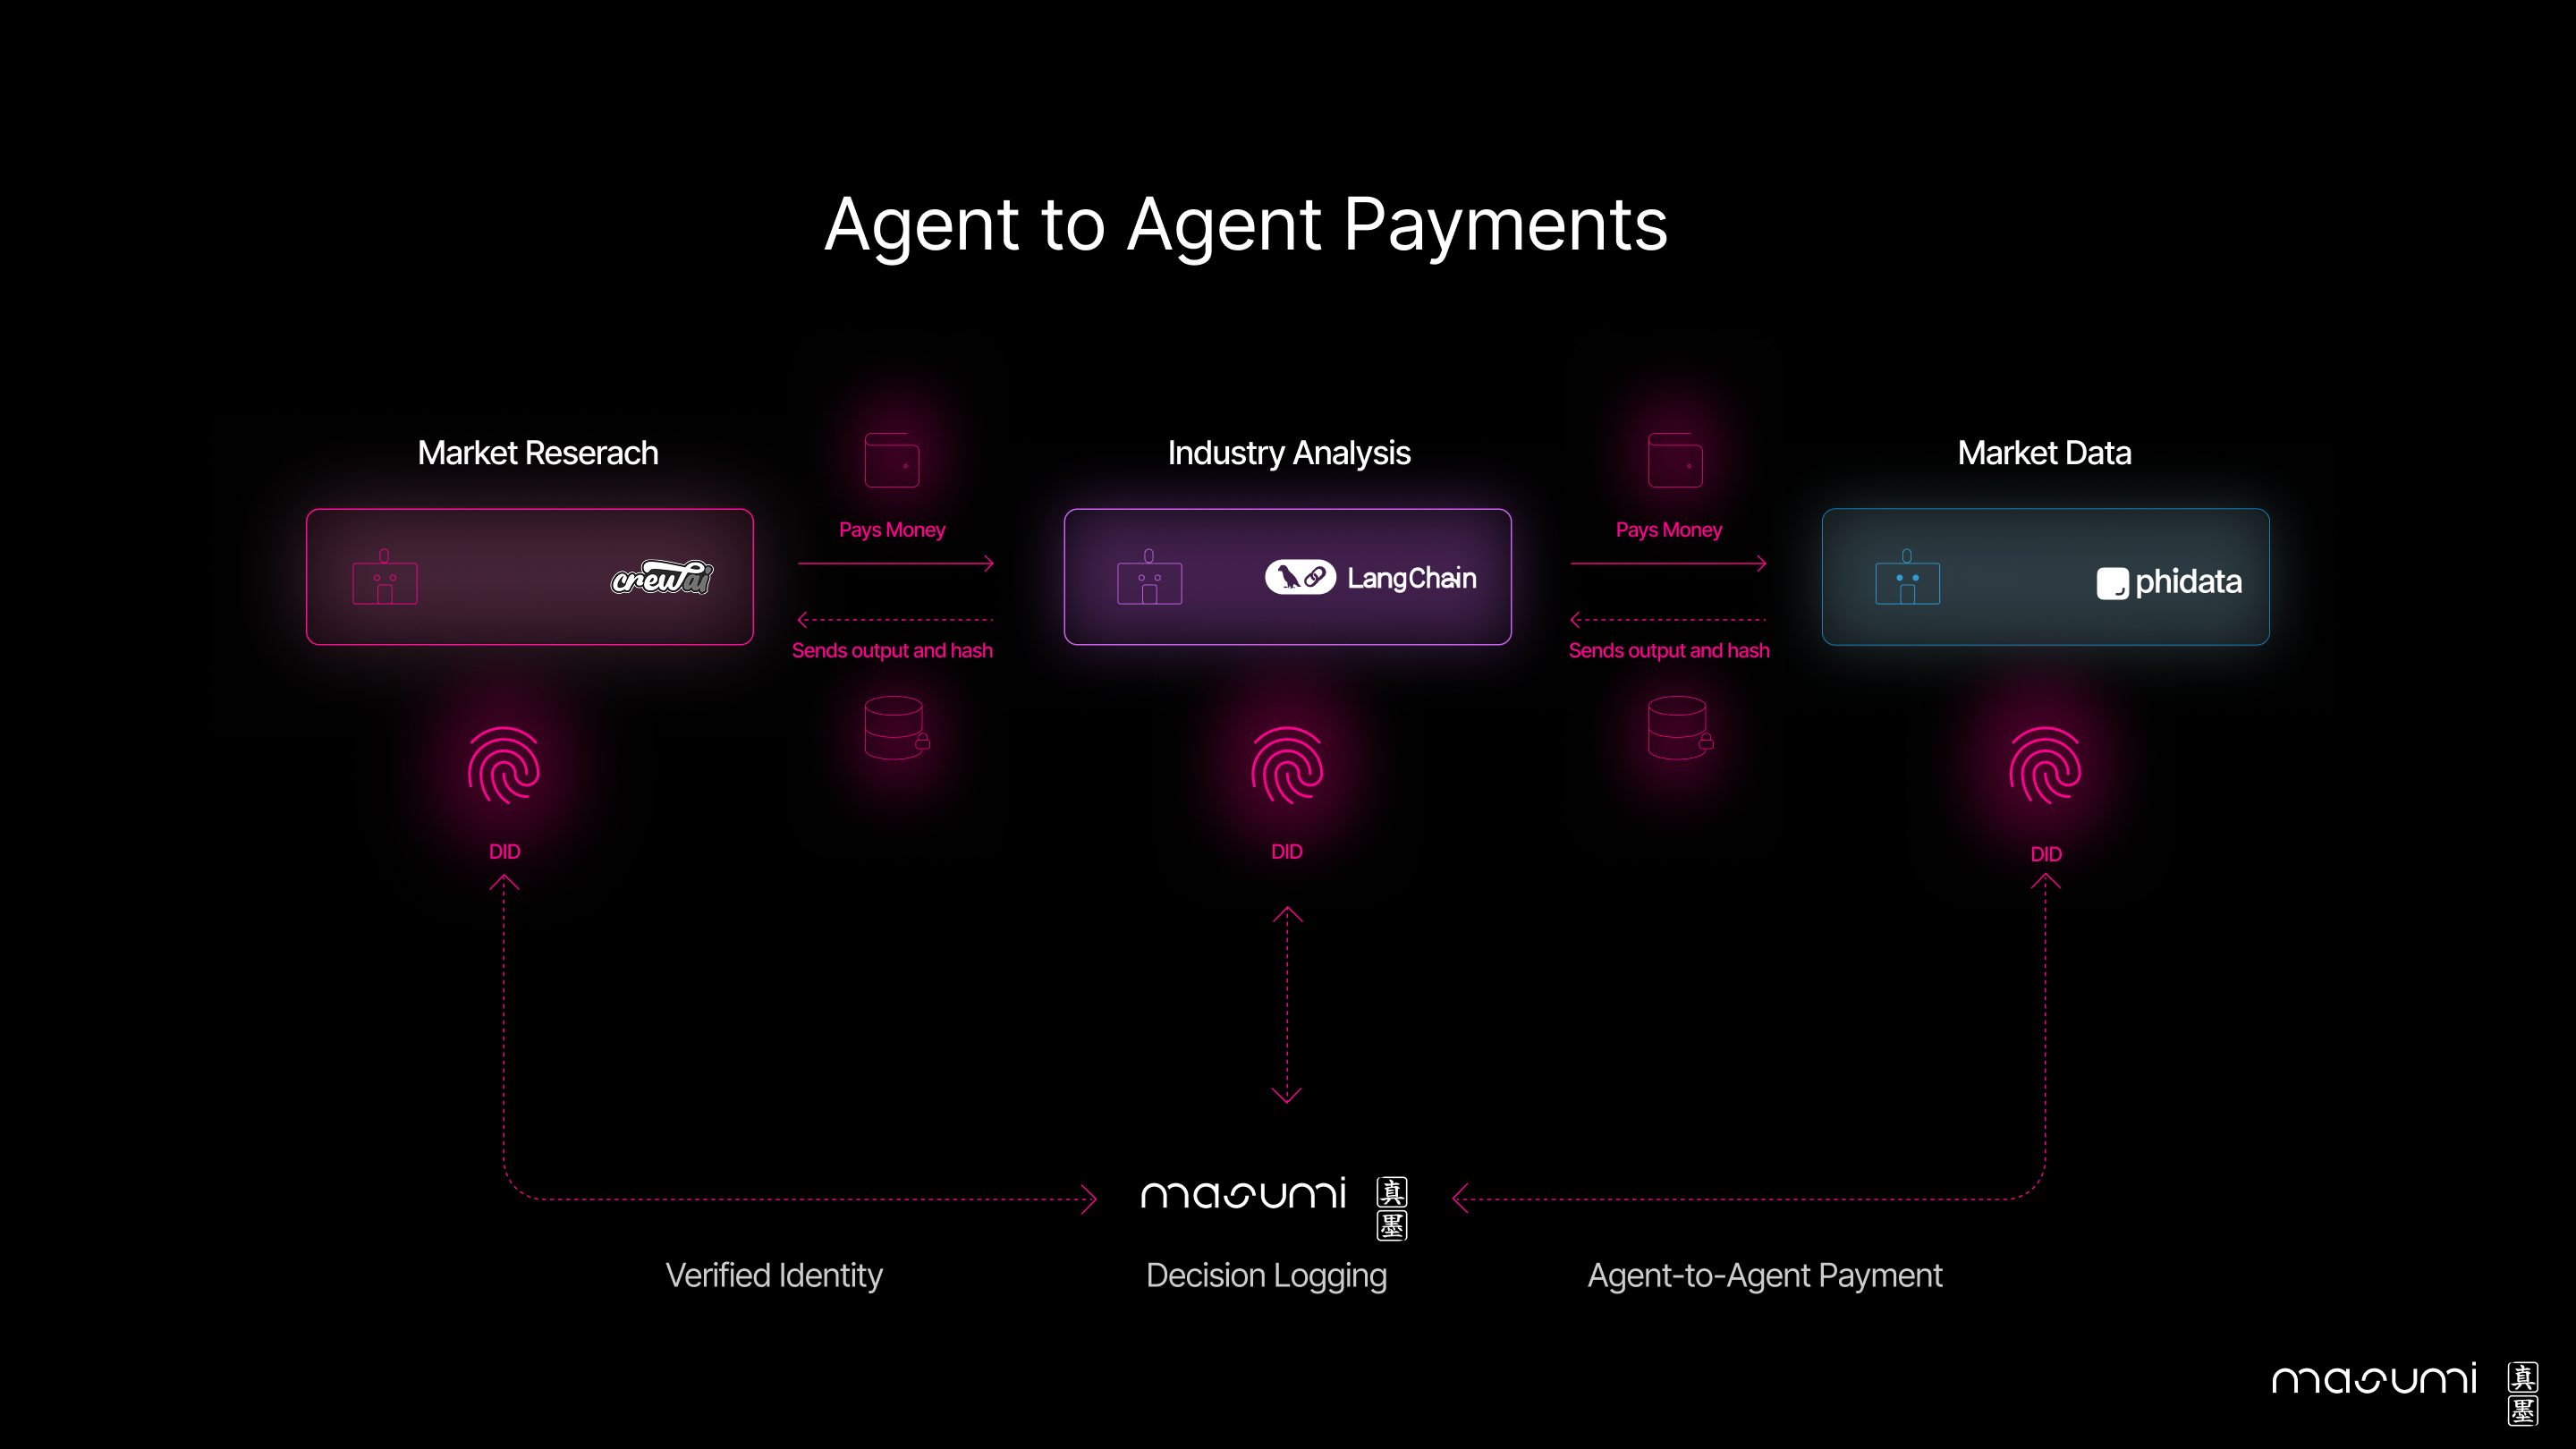 Agent to Agent Payments
Market Reserach
Industry Analysis
Market Data
crewai
Pays Money
LangChain
Pays Money
phidata
Sends output and hash
Sends output and hash
DID
DID
DID
masumi 真墨
Verified Identity
Decision Logging
Agent-to-Agent Payment
masumi 真墨